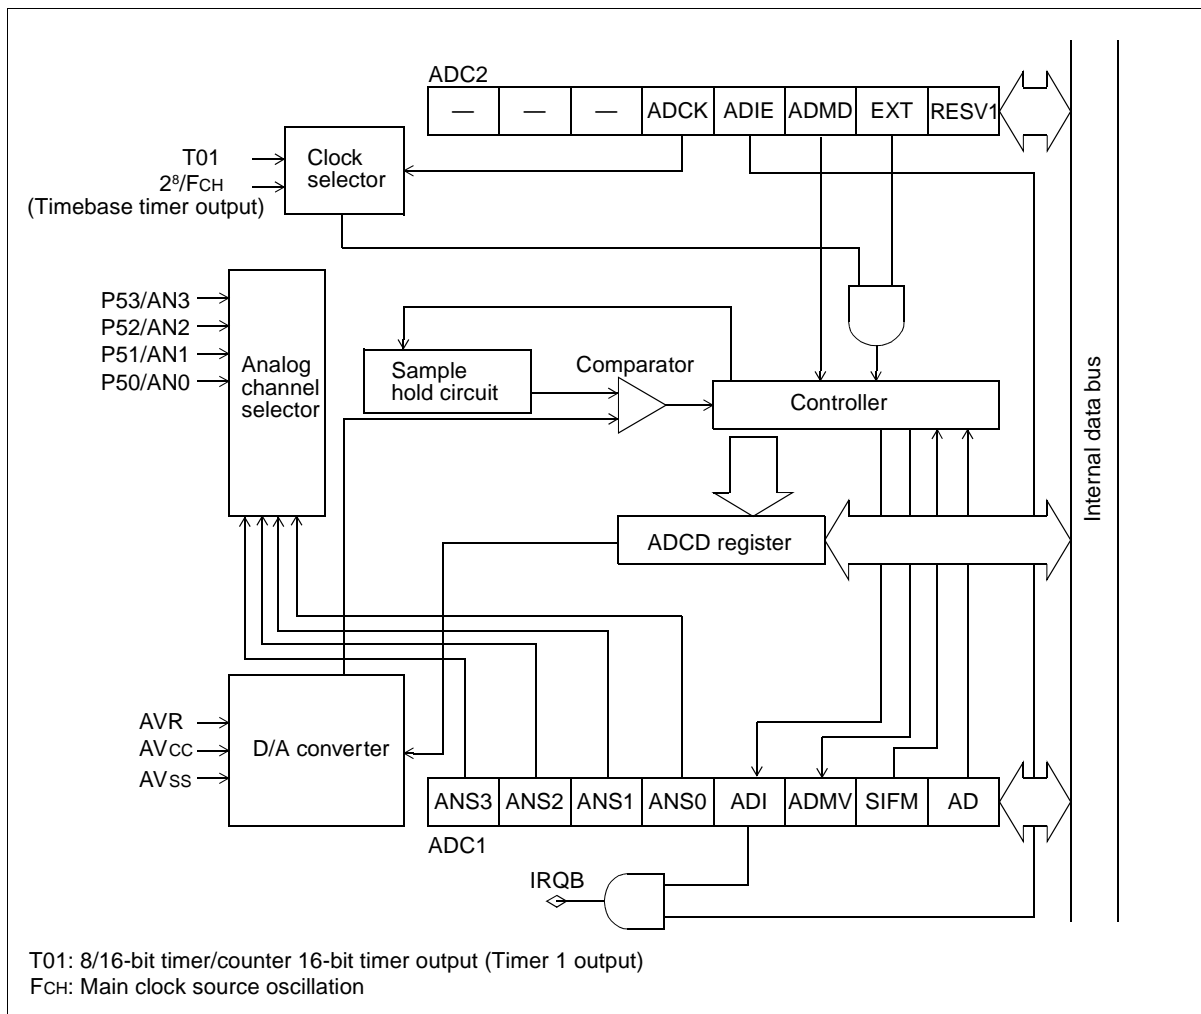 ADC2
— — — ADCK ADIE ADMD EXT RESV1
Clock
selector
T01
2⁸/FCH
(Timebase timer output)
P53/AN3
P52/AN2
P51/AN1
P50/AN0
Analog
channel
selector
Sample
hold circuit
Comparator
Controller
Internal data bus
ADCD register
AVR
AVCC
AVSS
D/A converter
ANS3 ANS2 ANS1 ANS0 ADI ADMV SIFM AD
ADC1
IRQB
T01: 8/16-bit timer/counter 16-bit timer output (Timer 1 output)
FCH: Main clock source oscillation